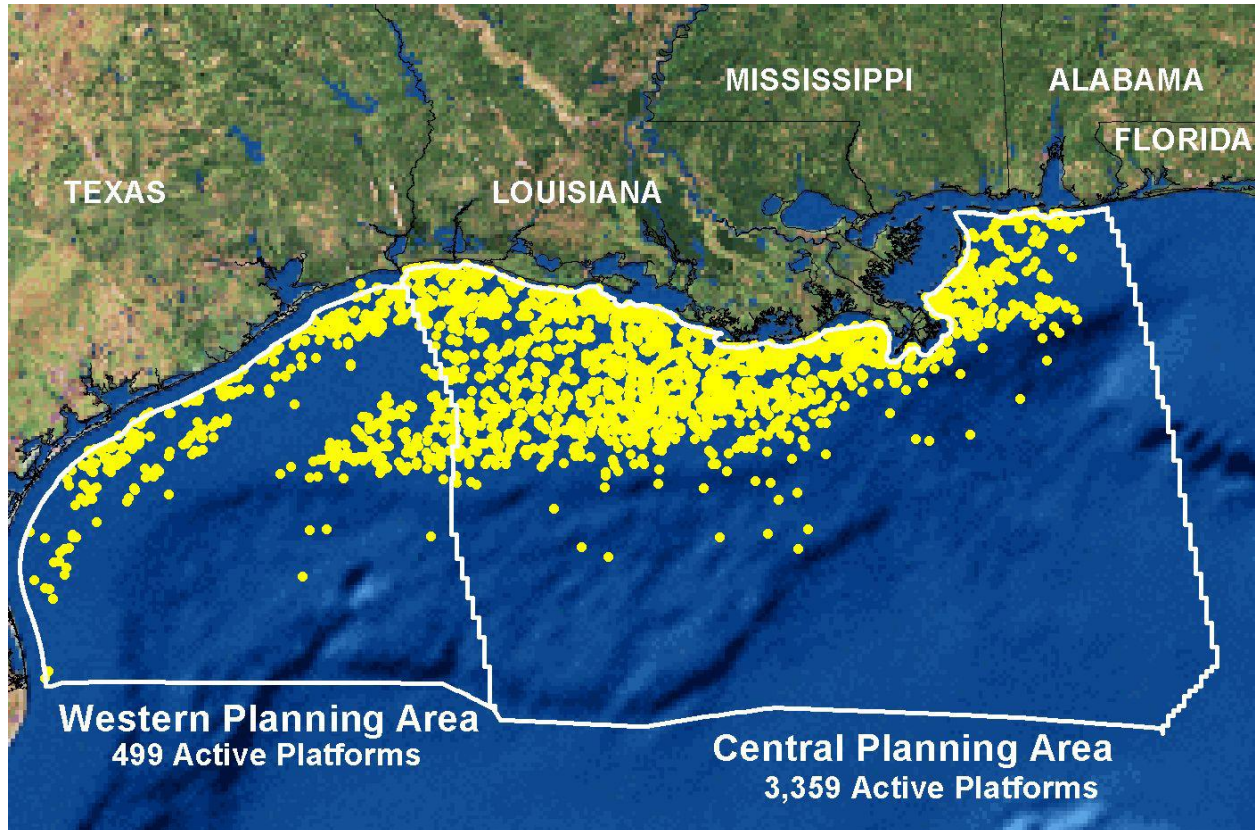 MISSISSIPPI
ALABAMA
FLORIDA
TEXAS
LOUISIANA
Western Planning Area
499 Active Platforms
Central Planning Area
3,359 Active Platforms